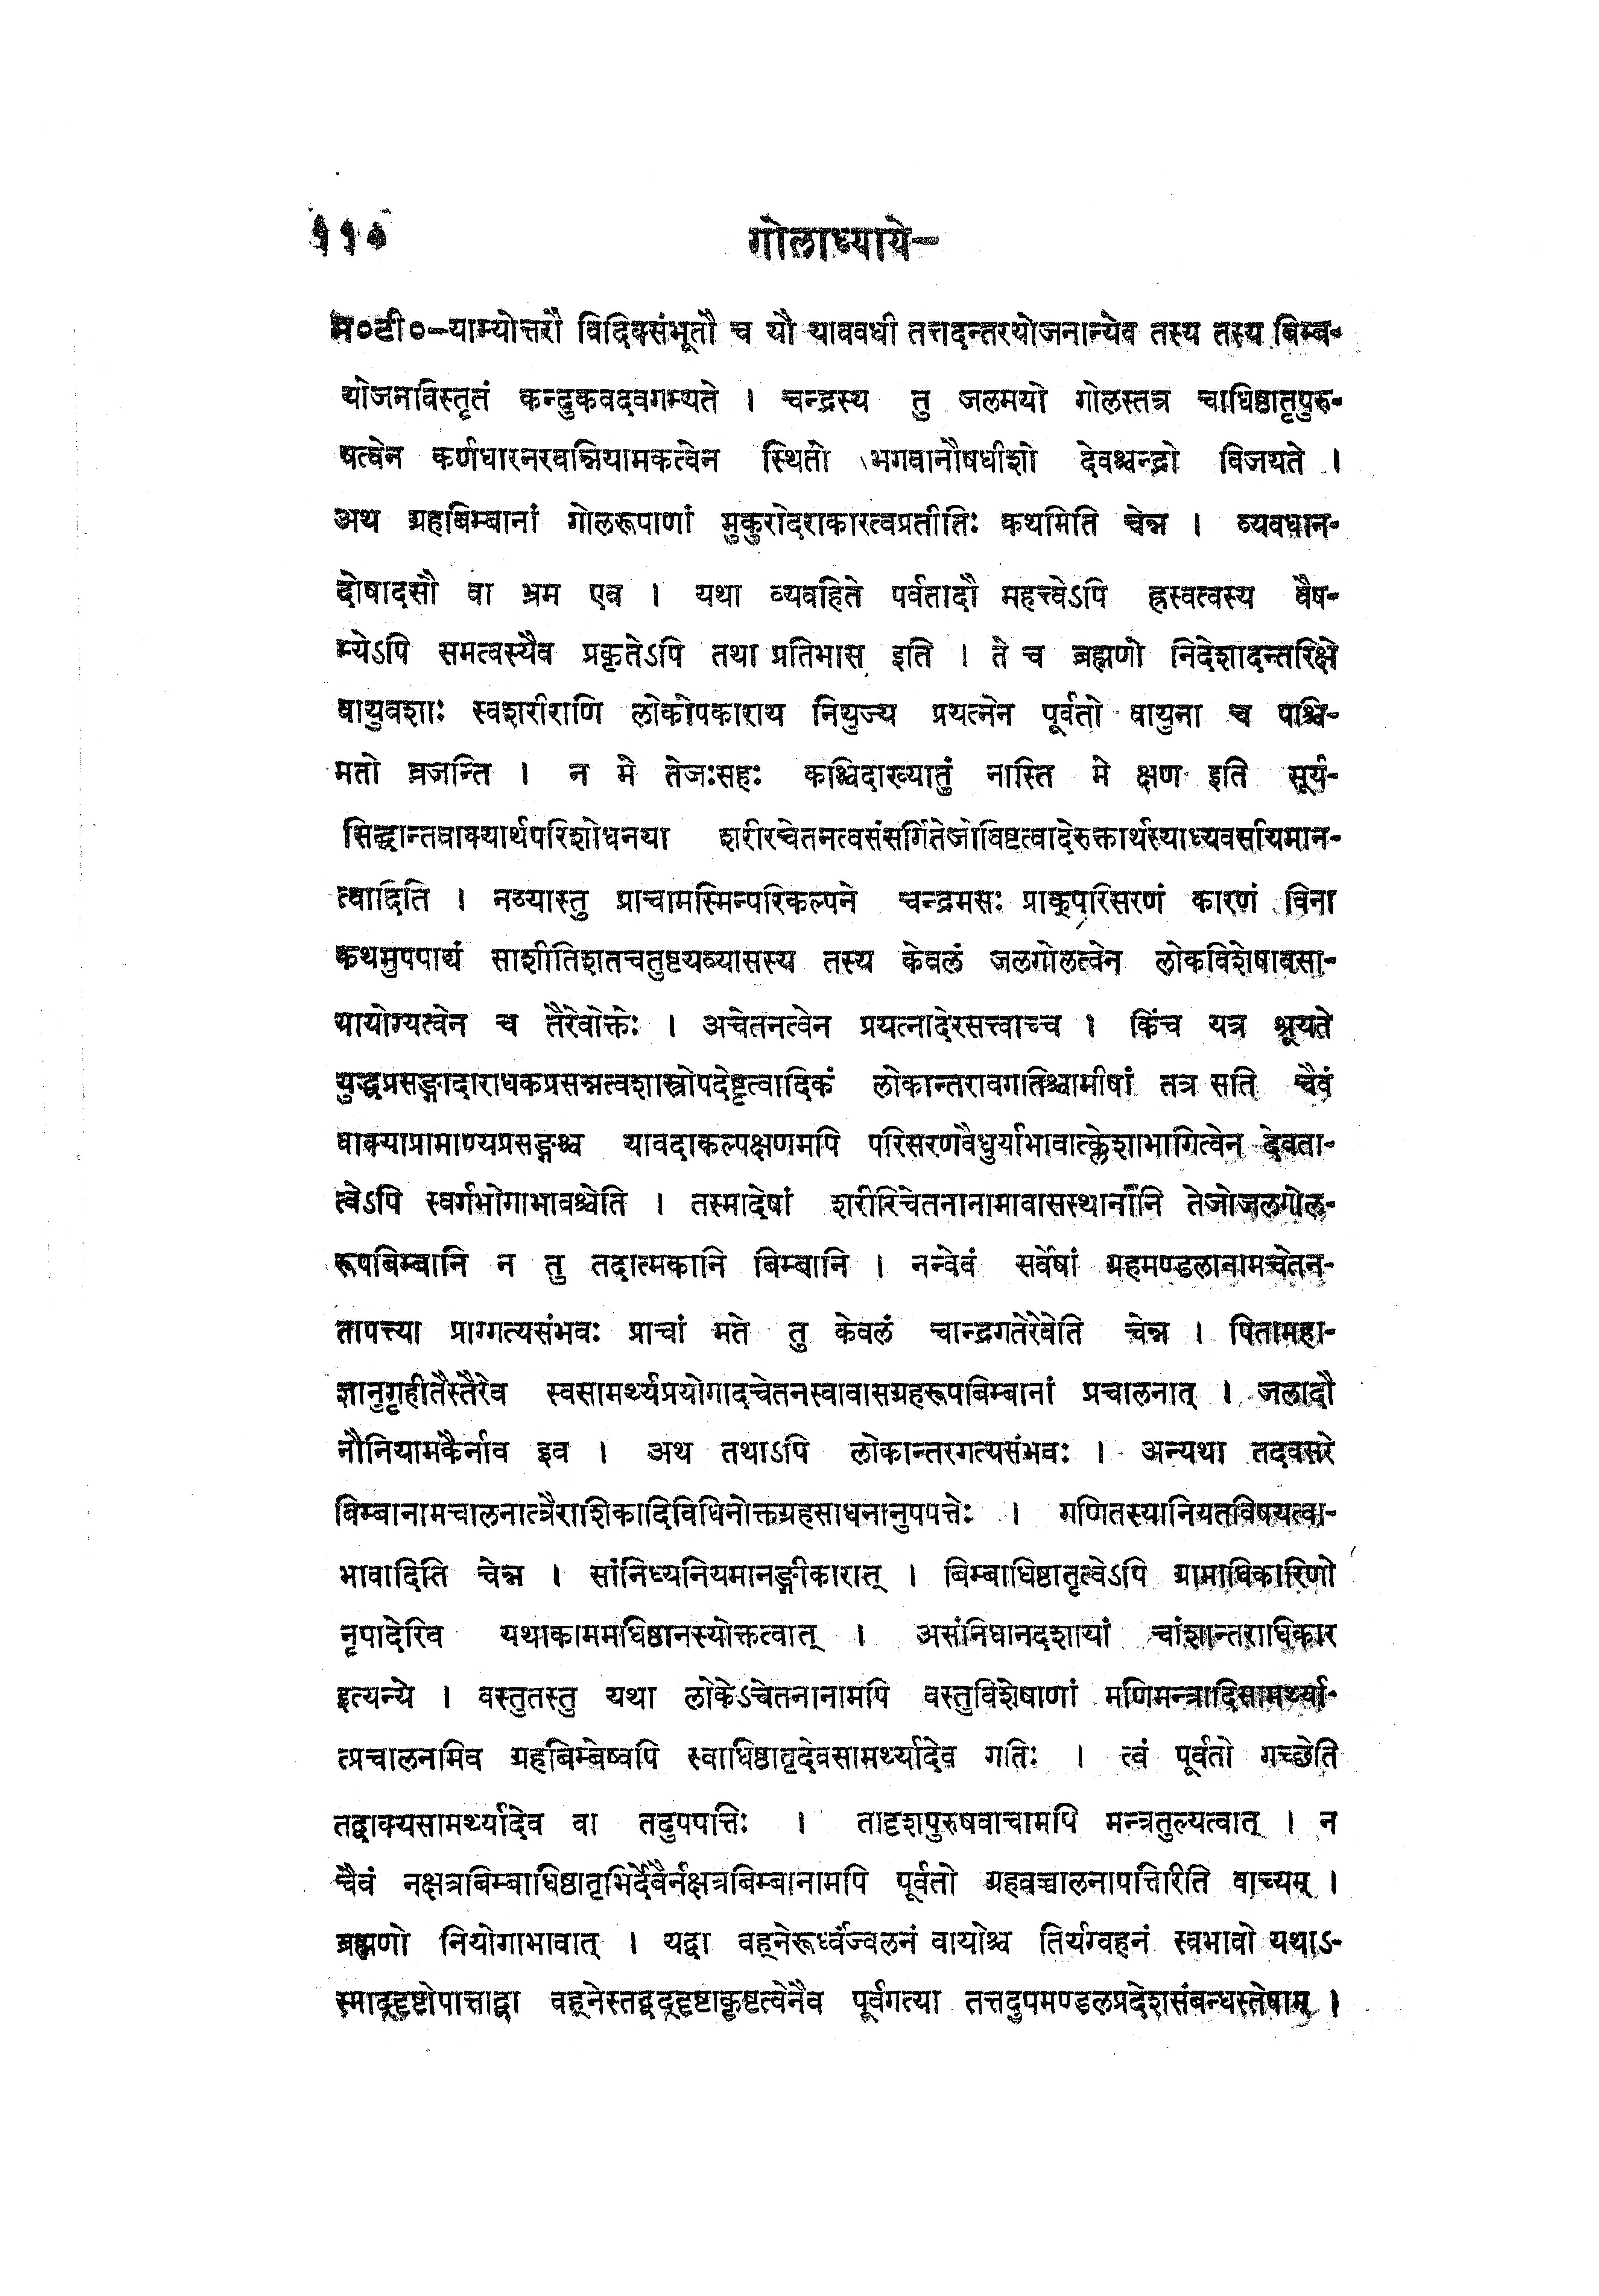 ११०
गोलाध्याये—
म०टी०—याम्योत्तरौ विदिक्संभूतौ च यौ याववधी तत्तदन्तरयोजनान्येव तस्य तस्य बिम्ब-
योजनविस्तृतं कन्दुकवदवगम्यते । चन्द्रस्य तु जलमयो गोलस्तत्र चाधिष्ठातृपुरु-
षत्वेन कर्णधारनरवन्नियामकत्वेन स्थितो भगवानौषधीशो देवश्चन्द्रो विजयते ।
अथ ग्रहबिम्बानां गोलरूपाणां मुकुरोदराकारत्वप्रतीतिः कथमिति चेन्न । व्यवधान-
दोषादसौ वा भ्रम एव । यथा व्यवहिते पर्वतादौ महत्त्वेऽपि ह्रस्वत्वस्य वैष-
म्येऽपि समत्वस्यैव प्रकृतेऽपि तथा प्रतिभास इति । ते च ब्रह्मणो निदेशादन्तरिक्षे
वायुवशाः स्वशरीराणि लोकोपकाराय नियुज्य प्रयत्नेन पूर्वतो वायुना च पश्चि-
मतो व्रजन्ति । न मे तेजःसहः कश्चिदाख्यातुं नास्ति मे क्षण इति सूर्य-
सिद्धान्तवाक्यार्थपरिशोधनया शरीरचेतनत्वसंसर्गितेजोविष्टत्वादेरुक्तार्थस्याध्यवसायमान-
त्वादिति । नव्यास्तु प्राचामस्मिन्परिकल्पने चन्द्रमसः प्राक्परिसरणं कारणं विना
कथमुपपाद्यं साशीतिशतचतुष्टयव्यासस्य तस्य केवलं जलगोलत्वेन लोकविशेषावसा-
यायोग्यत्वेन च तैरेवोक्तेः । अचेतनत्वेन प्रयत्नादेरसत्त्वाच्च । किंच यत्र श्रूयते
युद्धप्रसङ्गादाराधकप्रसन्नत्वशास्त्रोपदेष्टृत्वादिकं लोकान्तरावगतिश्चामीषां तत्र सति चैवं
वाक्याप्रामाण्यप्रसङ्गश्च यावदाकल्पक्षणमपि परिसरणवैधुर्याभावात्क्लेशाभागित्वेन देवता-
त्वेऽपि स्वर्गभोगाभावश्चेति । तस्मादेषां शरीरिचेतनानामावासस्थानानि तेजोजलगोल-
रूपबिम्बानि न तु तदात्मकानि बिम्बानि । नन्वेवं सर्वेषां ग्रहमण्डलानामचेतन-
तापत्त्या प्राग्गत्यसंभवः प्राचां मते तु केवलं चान्द्रगतेरेवेति चेन्न । पितामहा-
ज्ञानुगृहीतैस्तैरेव स्वसामर्थ्यप्रयोगादचेतनस्वावासग्रहरूपबिम्बानां प्रचालनात् । जलादौ
नौनियामकैर्नाव इव । अथ तथाऽपि लोकान्तरगत्यसंभवः । अन्यथा तदवसरे
बिम्बानामचालनात्त्रैराशिकादिविधिनोक्तग्रहसाधनानुपपत्तेः । गणितस्यानियतविषयत्वा-
भावादिति चेन्न । सांनिध्यनियमानङ्गीकारात् । बिम्बाधिष्ठातृत्वेऽपि ग्रामाधिकारिणो
नृपादेरिव यथाकाममधिष्ठानस्योक्तत्वात् । असंनिधानदशायां चांशान्तराधिकार
इत्यन्ये । वस्तुतस्तु यथा लोकेऽचेतनानामपि वस्तुविशेषाणां मणिमन्त्रादिसामर्थ्या-
त्प्रचालनामिव ग्रहबिम्बेष्वपि स्वाधिष्ठातृदेवसामर्थ्यादेव गतिः । त्वं पूर्वतो गच्छेति
तद्वाक्यसामर्थ्यादेव वा तदुपपत्तिः । तादृशपुरुषवाचामपि मन्त्रतुल्यत्वात् । न
चैवं नक्षत्रबिम्बाधिष्ठातृभिर्देवैर्नक्षत्रबिम्बानामपि पूर्वतो ग्रहवच्चालनापत्तिरिति वाच्यम् ।
ब्रह्मणो नियोगाभावात् । यद्वा वह्नेरूर्ध्वज्वलनं वायोश्च तिर्यग्वहनं स्वभावो यथाऽ-
स्माददृष्टोपात्ताद्वा वह्नेस्तद्वददृष्टाकृष्टत्वेनैव पूर्वगत्या तत्तदुपमण्डलप्रदेशसंबन्धस्तेषाम् ।